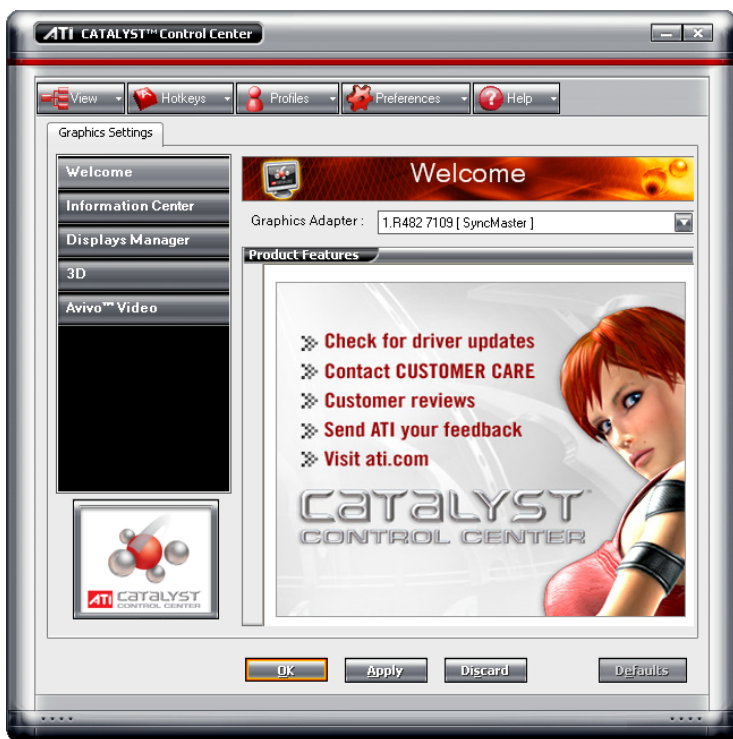 ATI CATALYST™ Control Center
View
Hotkeys
Profiles
Preferences
Help
Graphics Settings
Welcome
Information Center
Displays Manager
3D
Avivo™ Video
ATI CATALYST
CONTROL CENTER
Welcome
Graphics Adapter :
1.R482 7109 [ SyncMaster ]
Product Features
Check for driver updates
Contact CUSTOMER CARE
Customer reviews
Send ATI your feedback
Visit ati.com
CATALYST™
CONTROL CENTER
OK
Apply
Discard
Defaults